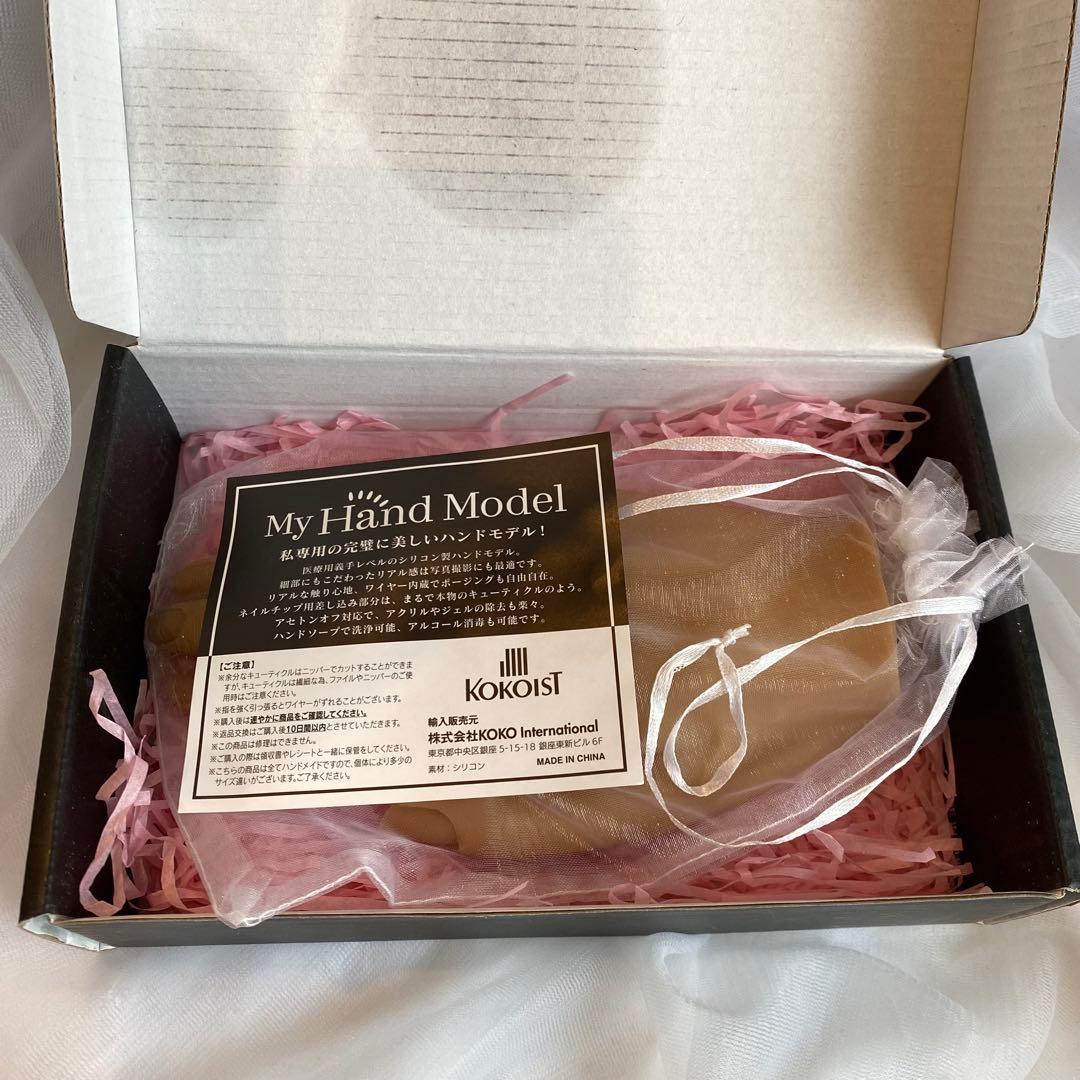 My Hand Model
私専用の完璧に美しいハンドモデル!
医療用義手レベルのシリコン製ハンドモデル。
細部にもこだわったリアル感は写真撮影にも最適です。
リアルな触り心地、ワイヤー内蔵でポージングも自由自在。
ネイルチップ用差し込み部分は、まるで本物のキューティクルのよう。
アセトンオフ対応で、アクリルやジェルの除去も楽々。
ハンドソープで洗浄可能、アルコール消毒も可能です。
【ご注意】
※余分なキューティクルはニッパーでカットすることができま
すが、キューティクルは繊細な為、ファイルやニッパーのご使
用時はご注意ください。
※指を強く引っ張るとワイヤーがずれることがございます。
※購入後は速やかに商品をご確認してください。
※返品交換はご購入後10日間以内とさせていただきます。
※この商品は修理はできません。
※ご購入の際は領収書やレシートと一緒に保管をしてください。
※こちらの商品は全てハンドメイドですので、個体により多少の
サイズ違いがございます。ご了承ください。
KOKOIST
輸入販売元
株式会社KOKO International
東京都中央区銀座 5-15-18 銀座東新ビル 6F
素材:シリコン
MADE IN CHINA